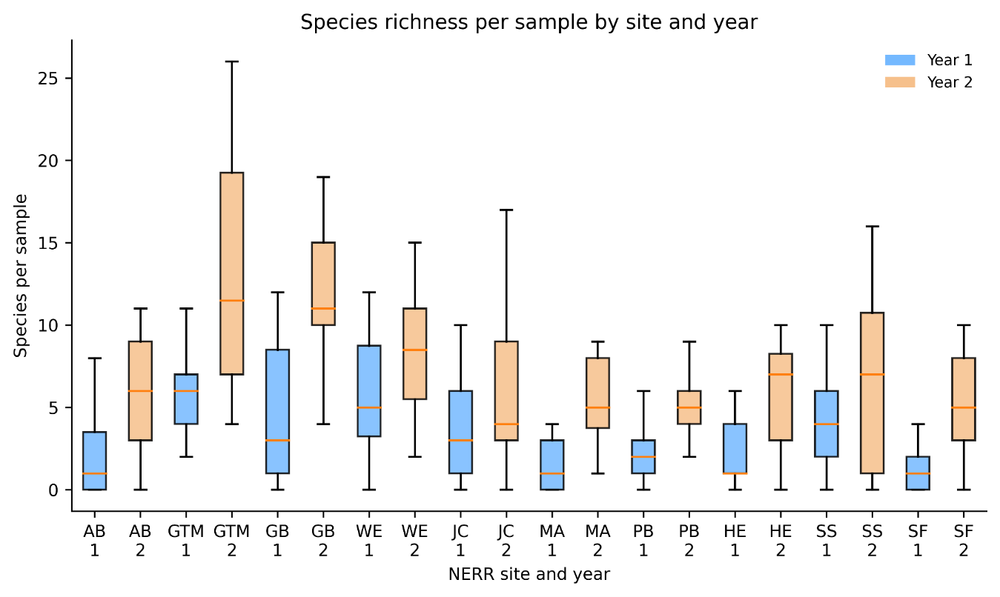 Species richness per sample by site and year
Year 1
Year 2
Species per sample
25
20
15
10
5
0
AB AB GTM GTM GB GB WE WE JC JC MA MA PB PB HE HE SS SS SF SF
1 2 1 2 1 2 1 2 1 2 1 2 1 2 1 2 1 2 1 2
NERR site and year